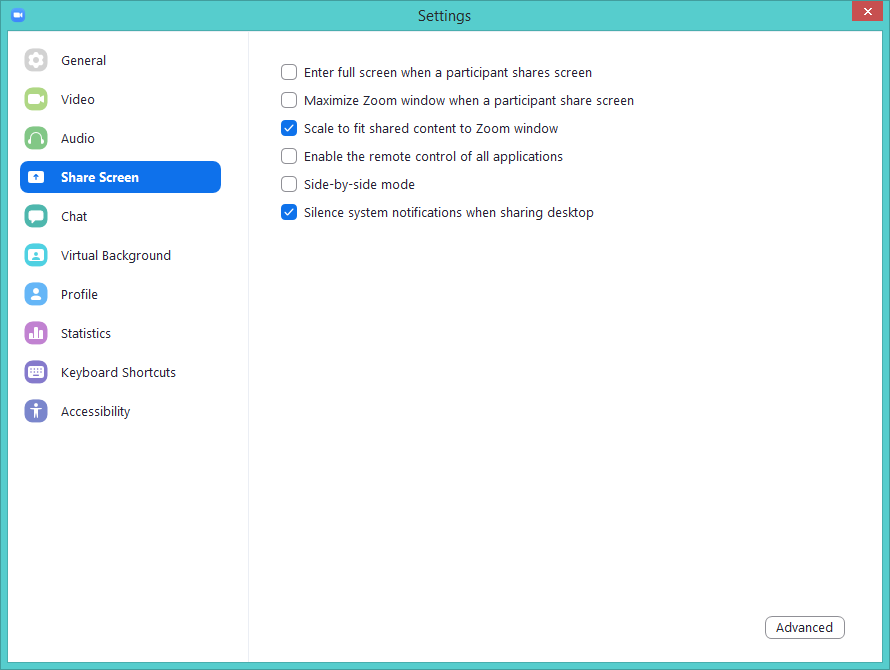 Settings
General
Video
Audio
Share Screen
Chat
Virtual Background
Profile
Statistics
Keyboard Shortcuts
Accessibility
Enter full screen when a participant shares screen
Maximize Zoom window when a participant share screen
Scale to fit shared content to Zoom window
Enable the remote control of all applications
Side-by-side mode
Silence system notifications when sharing desktop
Advanced